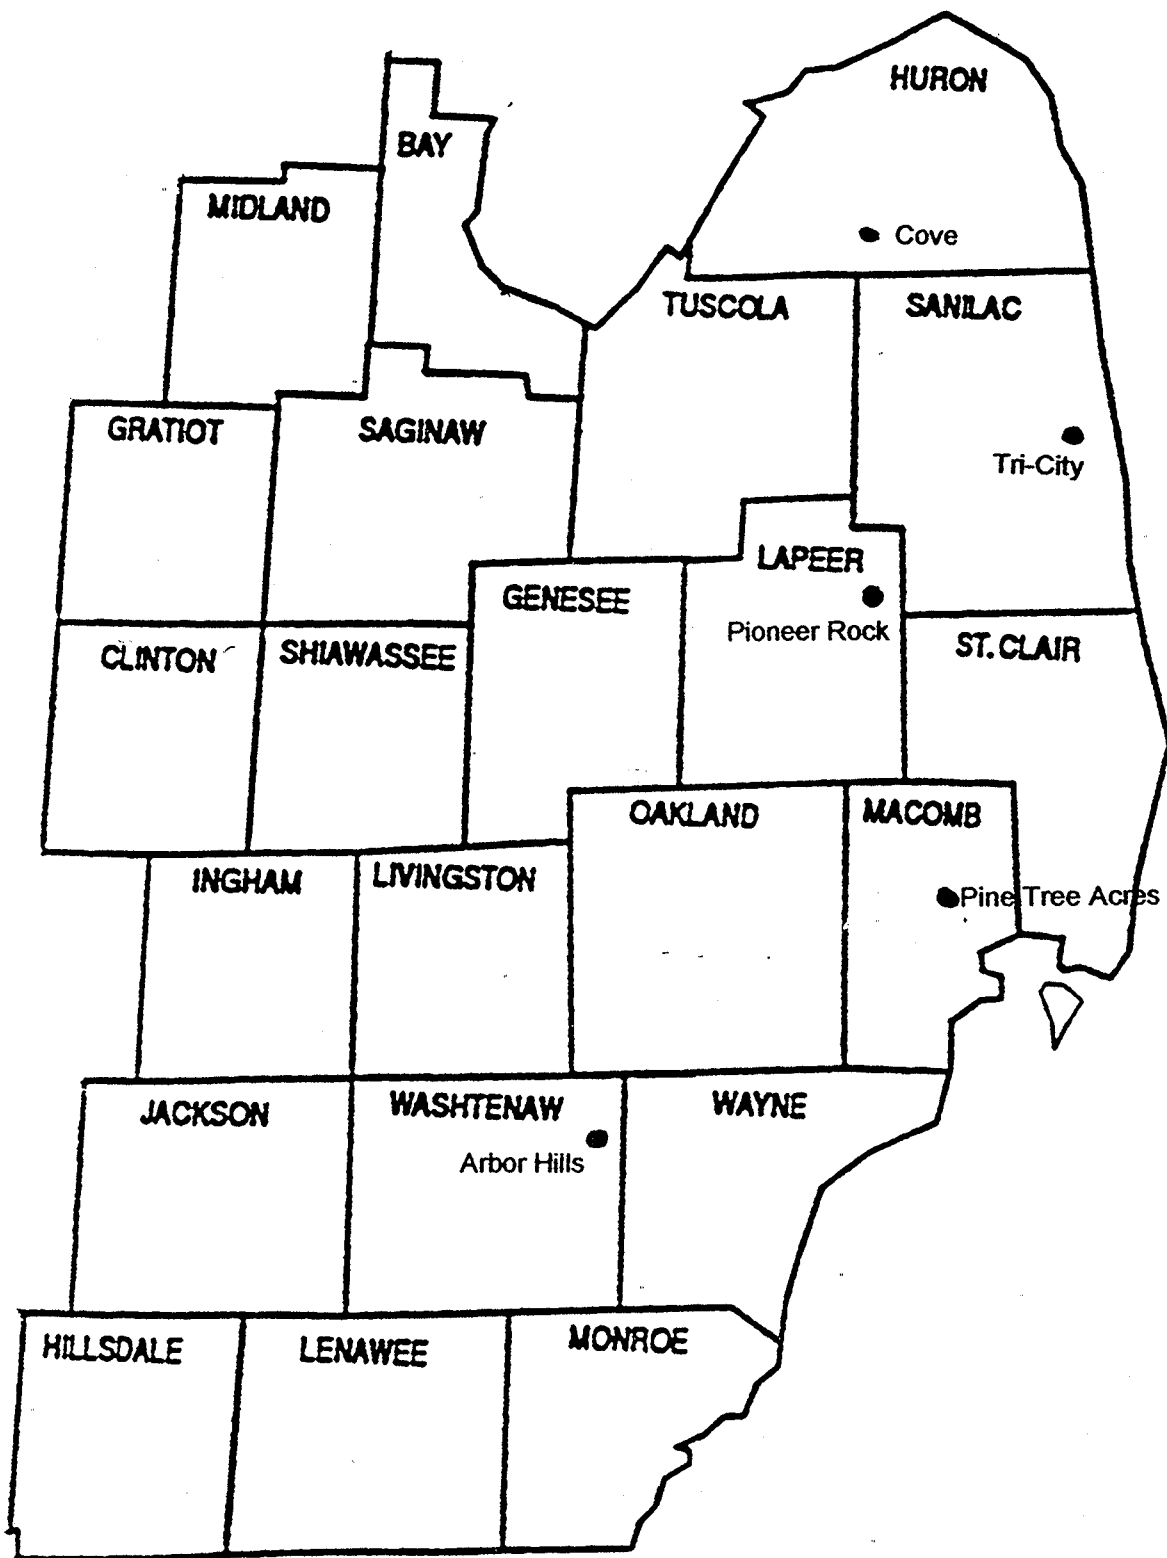 HURON
BAY
MIDLAND
Cove
TUSCOLA
SANILAC
GRATIOT
SAGINAW
Tri-City
LAPEER
GENESEE
Pioneer Rock
CLINTON
SHIAWASSEE
ST. CLAIR
OAKLAND
MACOMB
INGHAM
LIVINGSTON
Pine Tree Acres
JACKSON
WASHTENAW
WAYNE
Arbor Hills
HILLSDALE
LENAWEE
MONROE